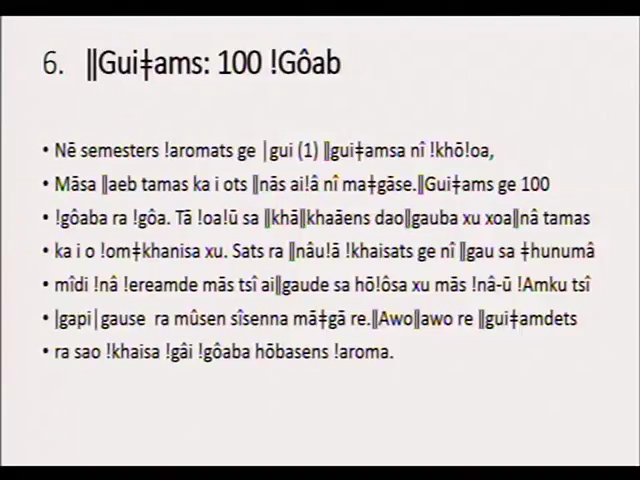 6. ǁGuiǂams: 100 !Gôab
• Nē semesters !aromats ge ǀgui (1) ǁguiǂamsa nî !khō!oa,
• Māsa ǁaeb tamas ka i ots ǁnās ai!â nî maǂgāse.ǁGuiǂams ge 100
• !gôaba ra !gôa. Tā !oa!ū sa ǁkhāǁkhaāens daoǁgauba xu xoaǁnâ tamas
• ka i o !omǂkhanisa xu. Sats ra ǁnâu!ā !khaisats ge nî ǁgau sa ǂhunumâ
• mîdi !nâ !ereamde mās tsî aiǁgaude sa hō!ôsa xu mās !nâ-ū !Amku tsî
• ǀgapiǀgause ra mûsen sîsenna māǂgā re.ǁAwoǁawo re ǁguiǂamdets
• ra sao !khaisa !gâi !gôaba hōbasens !aroma.